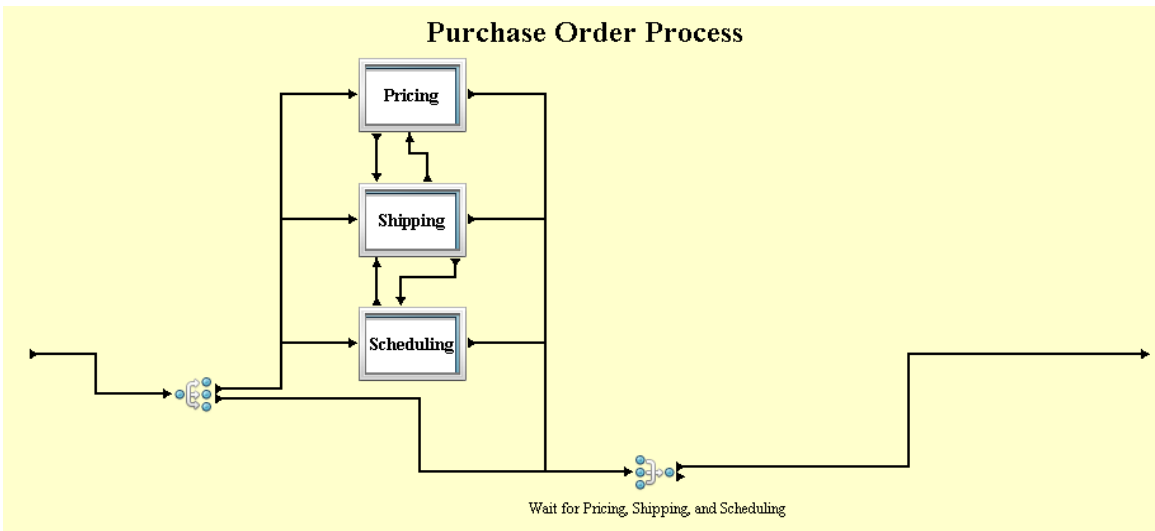 Purchase Order Process
Pricing
Shipping
Scheduling
Wait for Pricing, Shipping, and Scheduling